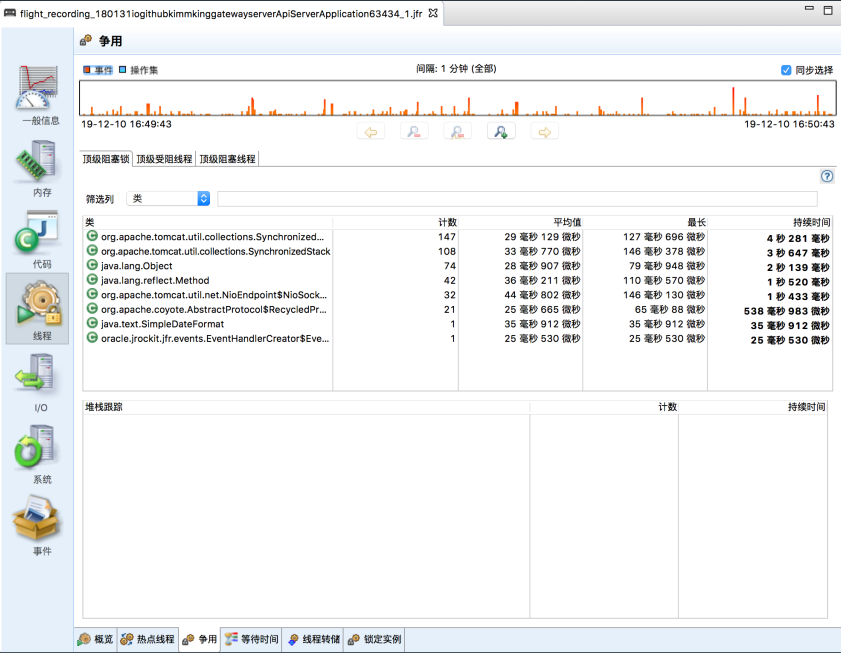 flight_recording_180131iogithubkimmkinggatewayserverApiServerApplication63434_1.jfr
争用
一般信息
内存
代码
线程
I/O
系统
事件
事件 操作集 间隔: 1 分钟 (全部) 同步选择
19-12-10 16:49:43 19-12-10 16:50:43
顶级阻塞锁 顶级受阻线程 顶级阻塞线程
筛选列 类
类 计数 平均值 最长 持续时间
org.apache.tomcat.util.collections.Synchronized... 147 29 毫秒 129 微秒 127 毫秒 696 微秒 4 秒 281 毫秒
org.apache.tomcat.util.collections.SynchronizedStack 108 33 毫秒 770 微秒 146 毫秒 378 微秒 3 秒 647 毫秒
java.lang.Object 74 28 毫秒 907 微秒 79 毫秒 948 微秒 2 秒 139 毫秒
java.lang.reflect.Method 42 36 毫秒 211 微秒 110 毫秒 570 微秒 1 秒 520 毫秒
org.apache.tomcat.util.net.NioEndpoint$NioSock... 32 44 毫秒 802 微秒 146 毫秒 130 微秒 1 秒 433 毫秒
org.apache.coyote.AbstractProtocol$RecycledPr... 21 25 毫秒 665 微秒 65 毫秒 88 微秒 538 毫秒 983 微秒
java.text.SimpleDateFormat 1 35 毫秒 912 微秒 35 毫秒 912 微秒 35 毫秒 912 微秒
oracle.jrockit.jfr.events.EventHandlerCreator$Eve... 1 25 毫秒 530 微秒 25 毫秒 530 微秒 25 毫秒 530 微秒
堆栈跟踪 计数 持续时间
概览 热点线程 争用 等待时间 线程转储 锁定实例